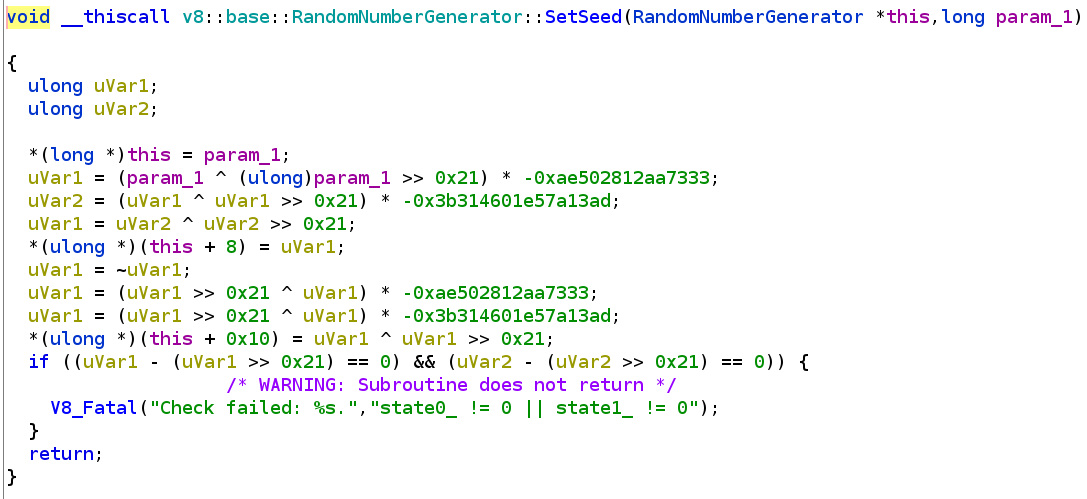 void __thiscall v8::base::RandomNumberGenerator::SetSeed(RandomNumberGenerator *this,long param_1)
{
ulong uVar1;
ulong uVar2;
*(long *)this = param_1;
uVar1 = (param_1 ^ (ulong)param_1 >> 0x21) * -0xae502812aa7333;
uVar2 = (uVar1 ^ uVar1 >> 0x21) * -0x3b314601e57a13ad;
uVar1 = uVar2 ^ uVar2 >> 0x21;
*(ulong *)(this + 8) = uVar1;
uVar1 = ~uVar1;
uVar1 = (uVar1 >> 0x21 ^ uVar1) * -0xae502812aa7333;
uVar1 = (uVar1 >> 0x21 ^ uVar1) * -0x3b314601e57a13ad;
*(ulong *)(this + 0x10) = uVar1 ^ uVar1 >> 0x21;
if ((uVar1 - (uVar1 >> 0x21) == 0) && (uVar2 - (uVar2 >> 0x21) == 0)) {
/* WARNING: Subroutine does not return */
V8_Fatal("Check failed: %s.","state0_ != 0 || state1_ != 0");
}
return;
}